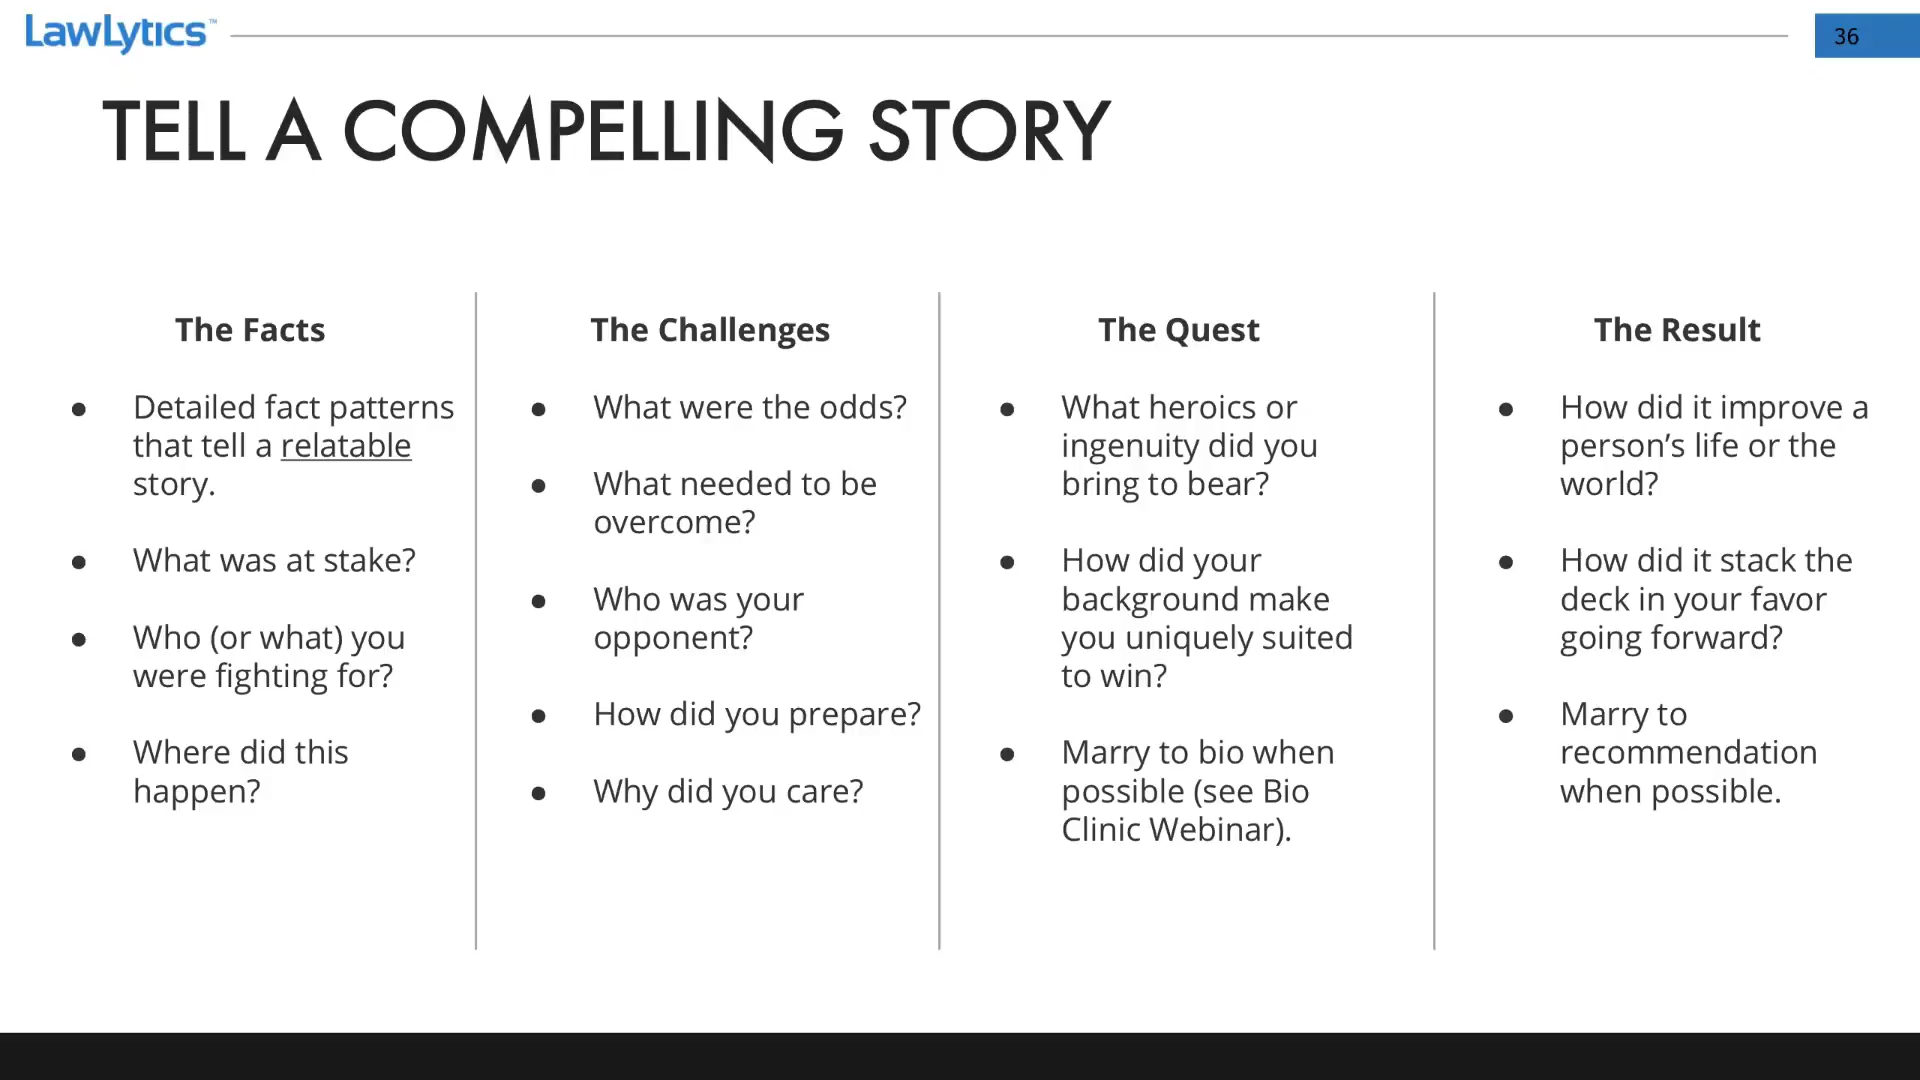 LawLytics™
36
TELL A COMPELLING STORY
The Facts
● Detailed fact patterns
that tell a relatable
story.
● What was at stake?
● Who (or what) you
were fighting for?
● Where did this
happen?
The Challenges
● What were the odds?
● What needed to be
overcome?
● Who was your
opponent?
● How did you prepare?
● Why did you care?
The Quest
● What heroics or
ingenuity did you
bring to bear?
● How did your
background make
you uniquely suited
to win?
● Marry to bio when
possible (see Bio
Clinic Webinar).
The Result
● How did it improve a
person’s life or the
world?
● How did it stack the
deck in your favor
going forward?
● Marry to
recommendation
when possible.